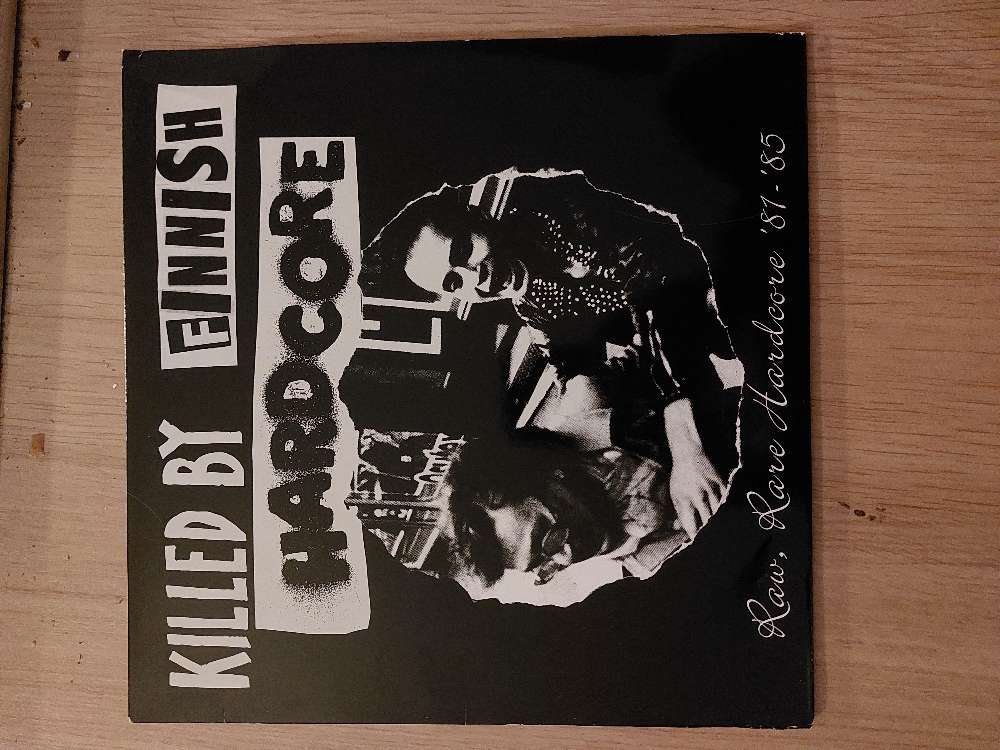 KILLED BY FINNISH
HARDCORE
Raw, Rare Hardcore '81-'85